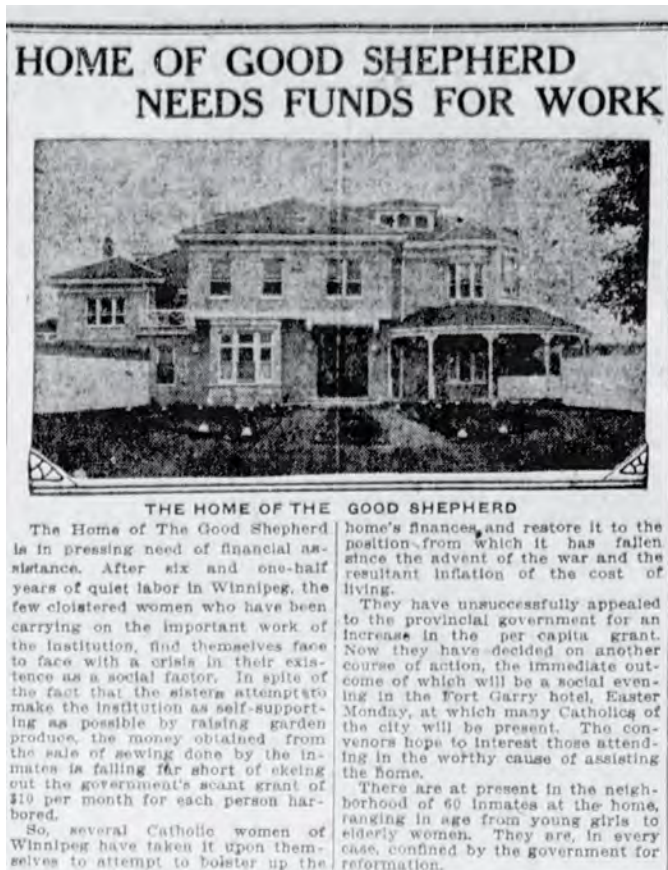 HOME OF GOOD SHEPHERD
NEEDS FUNDS FOR WORK
THE HOME OF THE GOOD SHEPHERD
The Home of The Good Shepherd
is in pressing need of financial as-
sistance. After six and one-half
years of quiet labor in Winnipeg, the
few cloistered women who have been
carrying on the important work of
the institution, find themselves face
to face with a crisis in their exis-
tence as a social factor. In spite of
the fact that the sisters attempt to
make the institution as self-support-
ing as possible by raising garden
produce, the money obtained from
the sale of sewing done by the in-
mates is falling far short of ekeing
out the government's scant grant of
$10 per month for each person har-
bored.
So, several Catholic women of
Winnipeg have taken it upon them-
selves to attempt to bolster up the
home's finances, and restore it to the
position from which it has fallen
since the advent of the war and the
resultant inflation of the cost of
living.
They have unsuccessfully appealed
to the provincial government for an
increase in the per capita grant.
Now they have decided on another
course of action, the immediate out-
come of which will be a social even-
ing in the Fort Garry hotel, Easter
Monday, at which many Catholics of
the city will be present. The con-
venors hope to interest those attend-
ing in the worthy cause of assisting
the home.
There are at present in the neigh-
borhood of 60 inmates at the home,
ranging in age from young girls to
elderly women. They are, in every
case, confined by the government for
reformation.